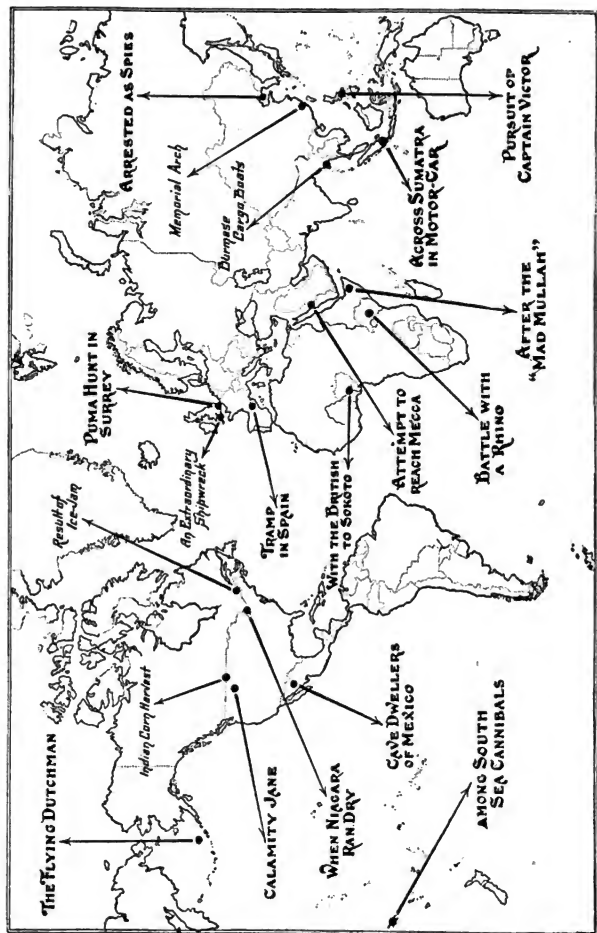 THE FLYING DUTCHMAN
Indian Corn Harvest
Result of
Ice-Jam
An Extraordinary
Shipwreck
PUMA HUNT IN
SURREY
Burmese
Cargo Boats
Memorial Arch
ARRESTED AS SPIES
CALAMITY JANE
WHEN NIAGARA
RAN DRY
CAVE DWELLERS
OF MEXICO
AMONG SOUTH
SEA CANNIBALS
TRAMP
IN SPAIN
WITH THE BRITISH
TO SOKOTO
ATTEMPT TO
REACH MECCA
BATTLE WITH
A RHINO
AFTER THE
"MAD MULLAH"
ACROSS SUMATRA
IN MOTOR-CAR
PURSUIT OF
CAPTAIN VICTOR